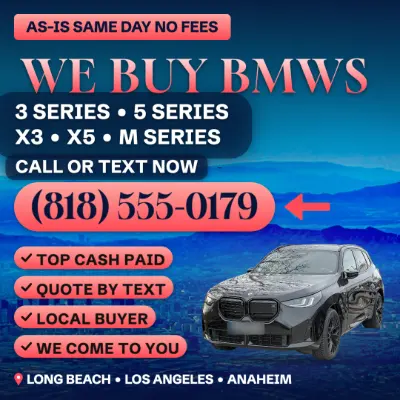 AS-IS SAME DAY NO FEES
WE BUY BMWS
3 SERIES • 5 SERIES
X3 • X5 • M SERIES
CALL OR TEXT NOW
(818) 555-0179
✓ TOP CASH PAID
✓ QUOTE BY TEXT
✓ LOCAL BUYER
✓ WE COME TO YOU
LONG BEACH • LOS ANGELES • ANAHEIM